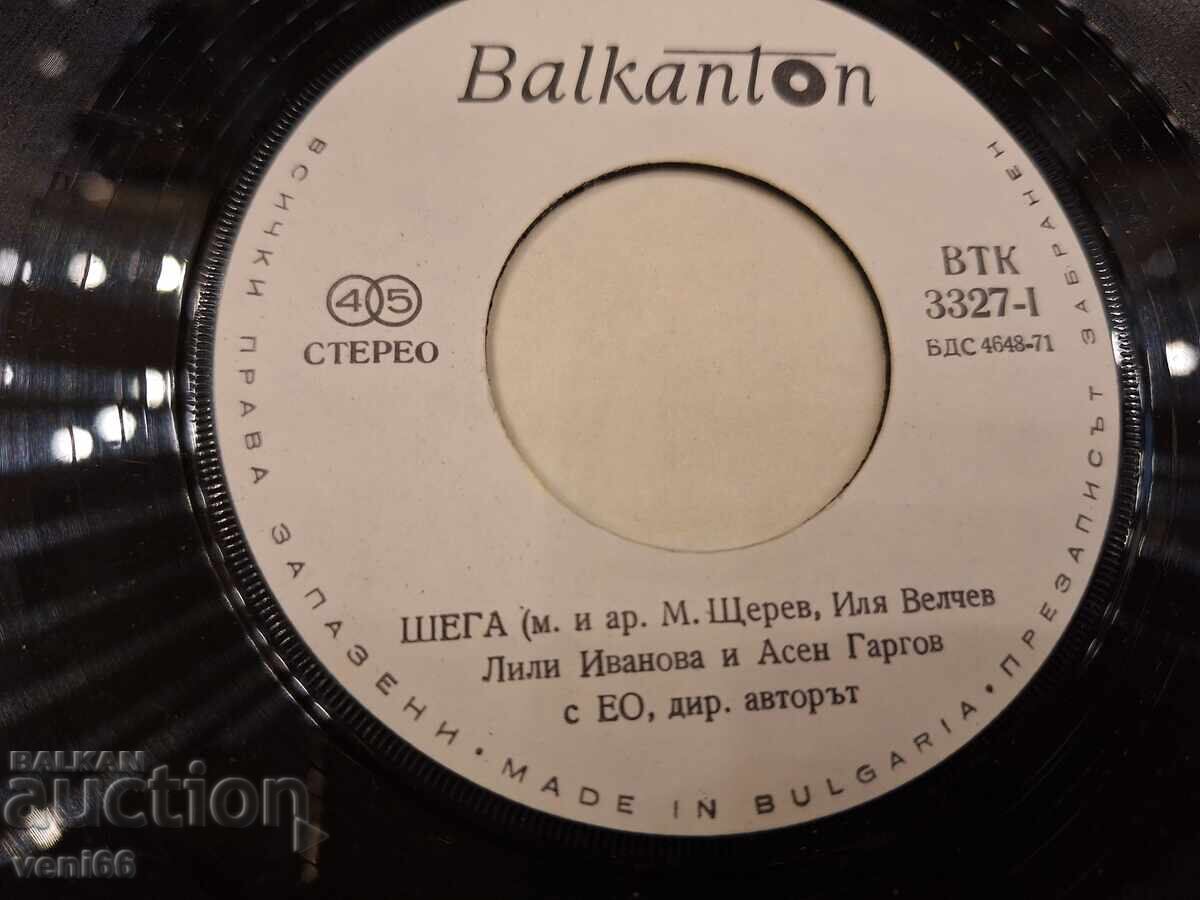 Balkanton
45
СТЕРЕО
ВТК
3327-I
БДС 4648-71
ШЕГА (м. и ар. М. Щерев, Иля Велчев
Лили Иванова и Асен Гаргов
с ЕО, дир. авторът
ВСИЧКИ ПРАВА ЗАПАЗЕНИ • MADE IN BULGARIA • ПРЕЗАПИСЪТ ЗАБРАНЕН
BALKAN
auction
veni66